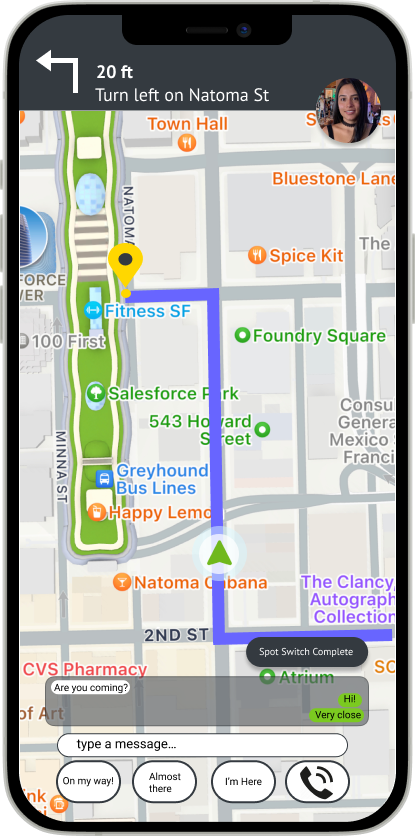 20 ft
Turn left on Natoma St
Town Hall
Bluestone Lane
NATOMA
Spice Kit
The
FORCE
WER
Fitness SF
100 First
Foundry Square
Salesforce Park
543 Howard
Street
Consu
Genera
Mexico
Franci
MINNA ST
Greyhound
Bus Lines
Happy Lemo
Natoma Cabana
The Clancy,
Autograph
Collection
2ND ST
Spot Switch Complete
CVS Pharmacy
Atrium
SC
Are you coming?
Hi!
Very close
of Art
type a message...
On my way!
Almost
there
I'm Here
ink